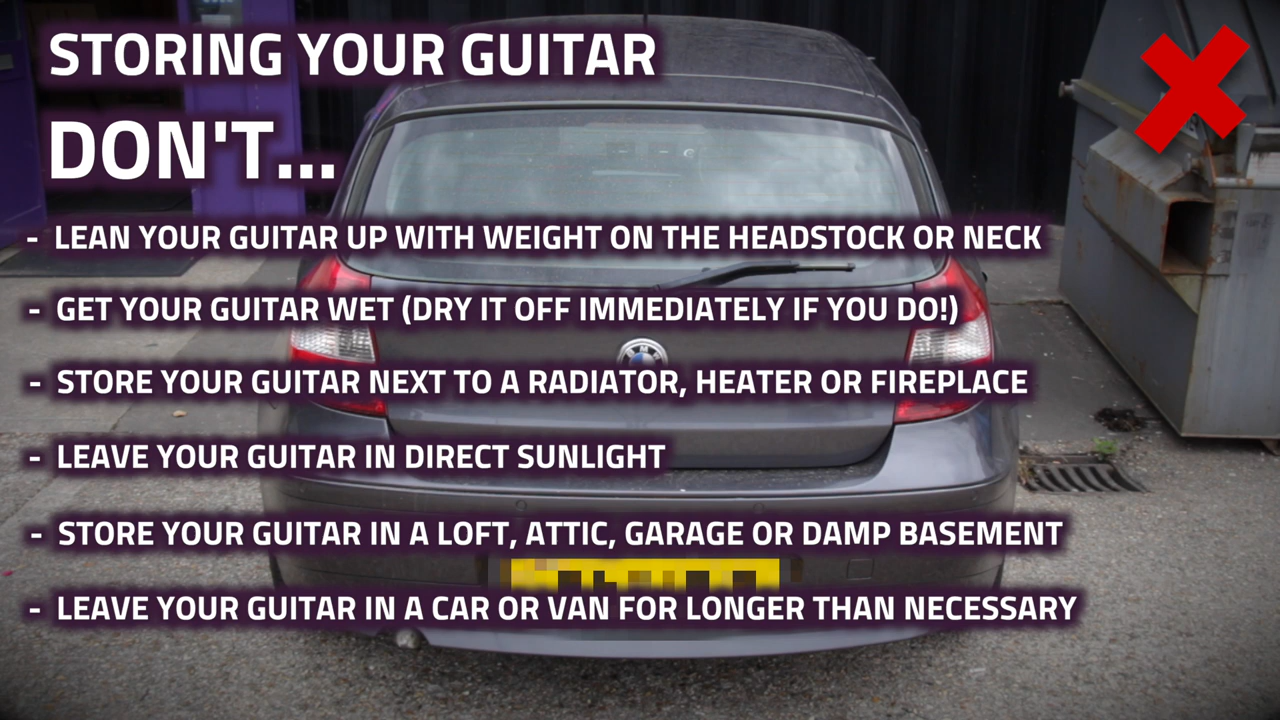 STORING YOUR GUITAR
DON'T...
- LEAN YOUR GUITAR UP WITH WEIGHT ON THE HEADSTOCK OR NECK
- GET YOUR GUITAR WET (DRY IT OFF IMMEDIATELY IF YOU DO!)
BMW
- STORE YOUR GUITAR NEXT TO A RADIATOR, HEATER OR FIREPLACE
- LEAVE YOUR GUITAR IN DIRECT SUNLIGHT
- STORE YOUR GUITAR IN A LOFT, ATTIC, GARAGE OR DAMP BASEMENT
- LEAVE YOUR GUITAR IN A CAR OR VAN FOR LONGER THAN NECESSARY